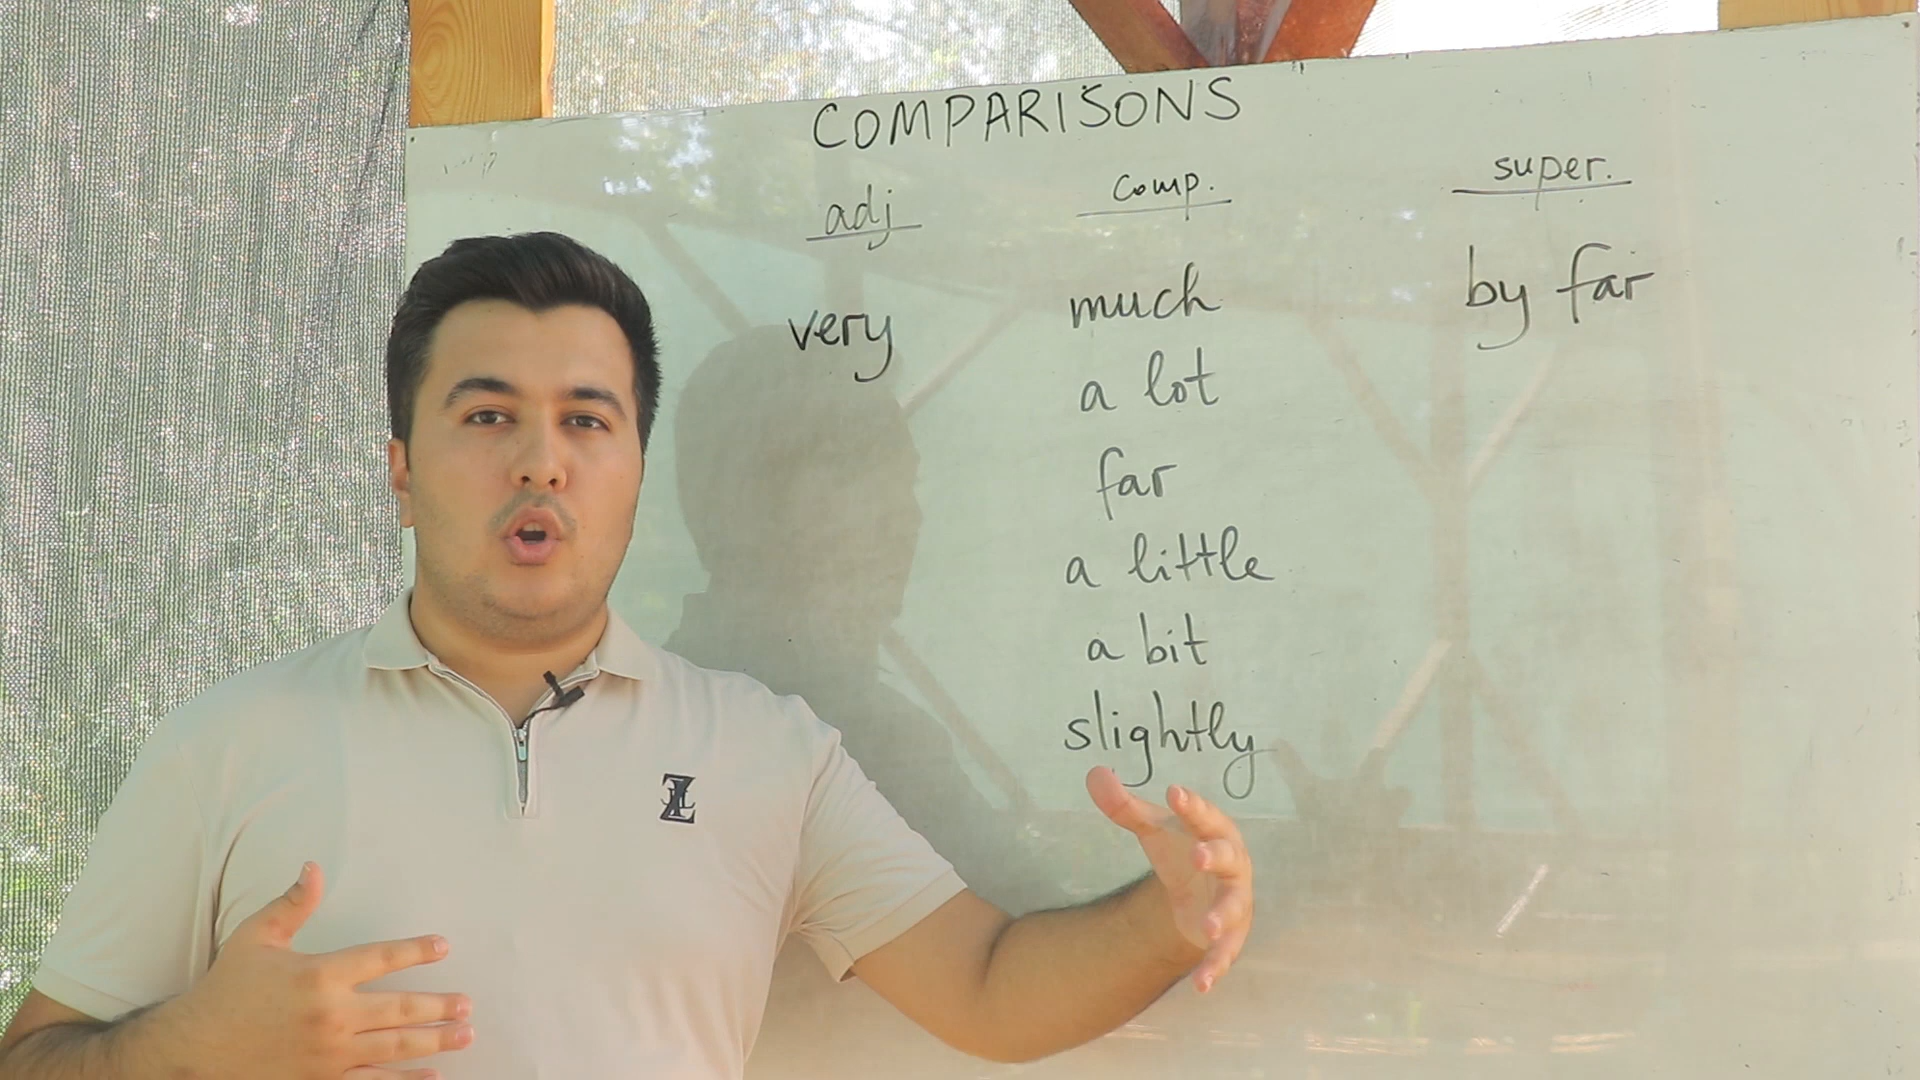 COMPARISONS
adj comp. super.
very much by far
a lot
far
a little
a bit
slightly